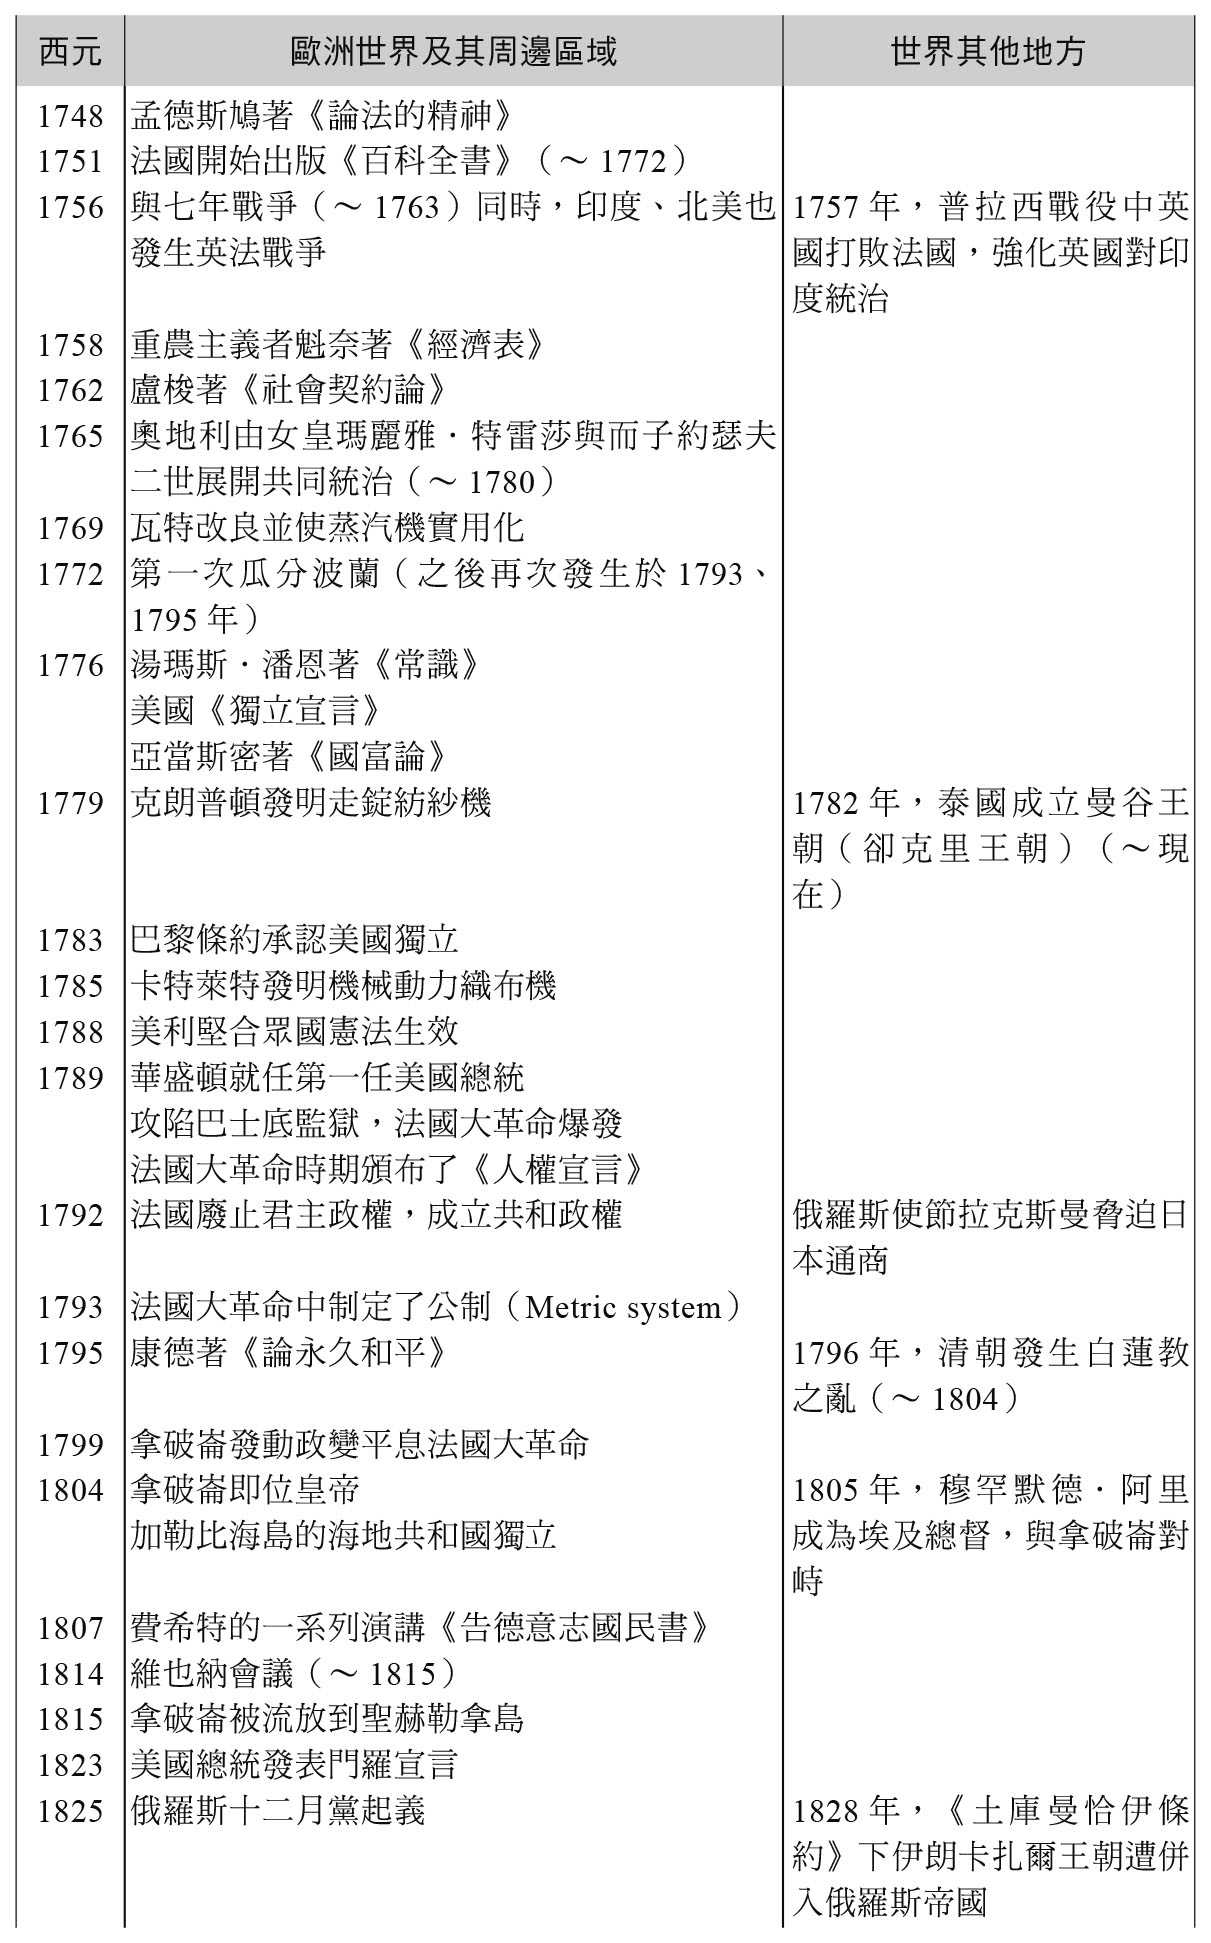 西元 歐洲世界及其周邊區域 世界其他地方
1748 孟德斯鳩著《論法的精神》
1751 法國開始出版《百科全書》（～1772）
1756 與七年戰爭（～1763）同時，印度、北美也 1757年，普拉西戰役中英
發生英法戰爭 國打敗法國，強化英國對印
度統治
1758 重農主義者魁奈著《經濟表》
1762 盧梭著《社會契約論》
1765 奧地利由女皇瑪麗雅．特雷莎與而子約瑟夫
二世展開共同統治（～1780）
1769 瓦特改良並使蒸汽機實用化
1772 第一次瓜分波蘭（之後再次發生於1793、
1795年）
1776 湯瑪斯．潘恩著《常識》
美國《獨立宣言》
亞當斯密著《國富論》
1779 克朗普頓發明走錠紡紗機 1782年，泰國成立曼谷王
朝（卻克里王朝）（～現
在）
1783 巴黎條約承認美國獨立
1785 卡特萊特發明機械動力織布機
1788 美利堅合眾國憲法生效
1789 華盛頓就任第一任美國總統
攻陷巴士底監獄，法國大革命爆發
法國大革命時期頒布了《人權宣言》
1792 法國廢止君主政權，成立共和政權 俄羅斯使節拉克斯曼脅迫日
本通商
1793 法國大革命中制定了公制（Metric system）
1795 康德著《論永久和平》 1796年，清朝發生白蓮教
之亂（～1804）
1799 拿破崙發動政變平息法國大革命
1804 拿破崙即位皇帝 1805年，穆罕默德．阿里
加勒比海島的海地共和國獨立 成為埃及總督，與拿破崙對
峙
1807 費希特的一系列演講《告德意志國民書》
1814 維也納會議（～1815）
1815 拿破崙被流放到聖赫勒拿島
1823 美國總統發表門羅宣言
1825 俄羅斯十二月黨起義 1828年，《土庫曼恰伊條
約》下伊朗卡扎爾王朝遭併
入俄羅斯帝國